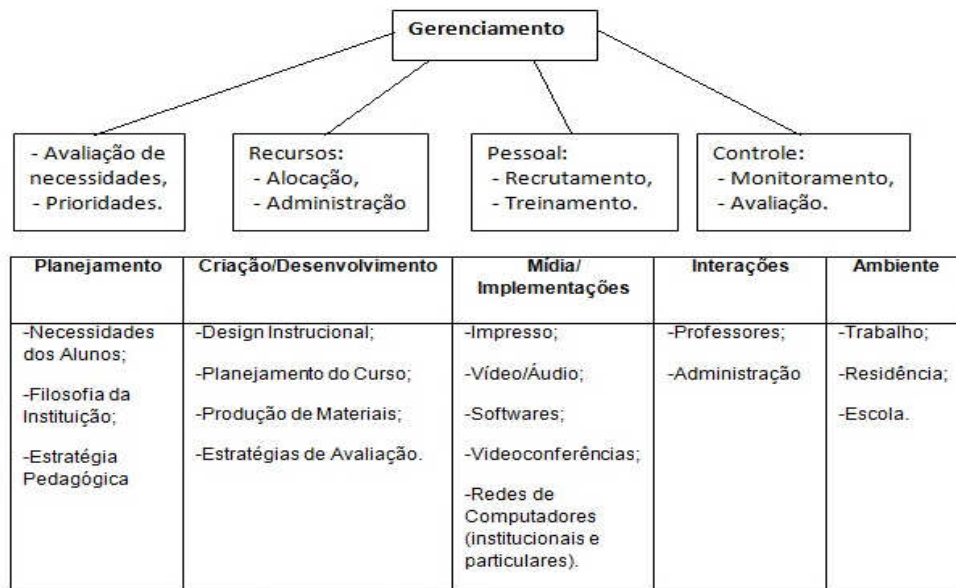 Gerenciamento
- Avaliação de
necessidades,
- Prioridades.
Recursos:
- Alocação,
- Administração
Pessoal:
- Recrutamento,
- Treinamento.
Controle:
- Monitoramento,
- Avaliação.
Planejamento
Criação/Desenvolvimento
Mídia/
Implementações
Interações
Ambiente
-Necessidades
dos Alunos;
-Filosofia da
Instituição;
-Estratégia
Pedagógica
-Design Instrucional;
-Planejamento do Curso;
-Produção de Materiais;
-Estratégias de Avaliação.
-Impresso;
-Vídeo/Áudio;
-Softwares;
-Videoconferências;
-Redes de
Computadores
(institucionais e
particulares).
-Professores;
-Administração
-Trabalho;
-Residência;
-Escola.